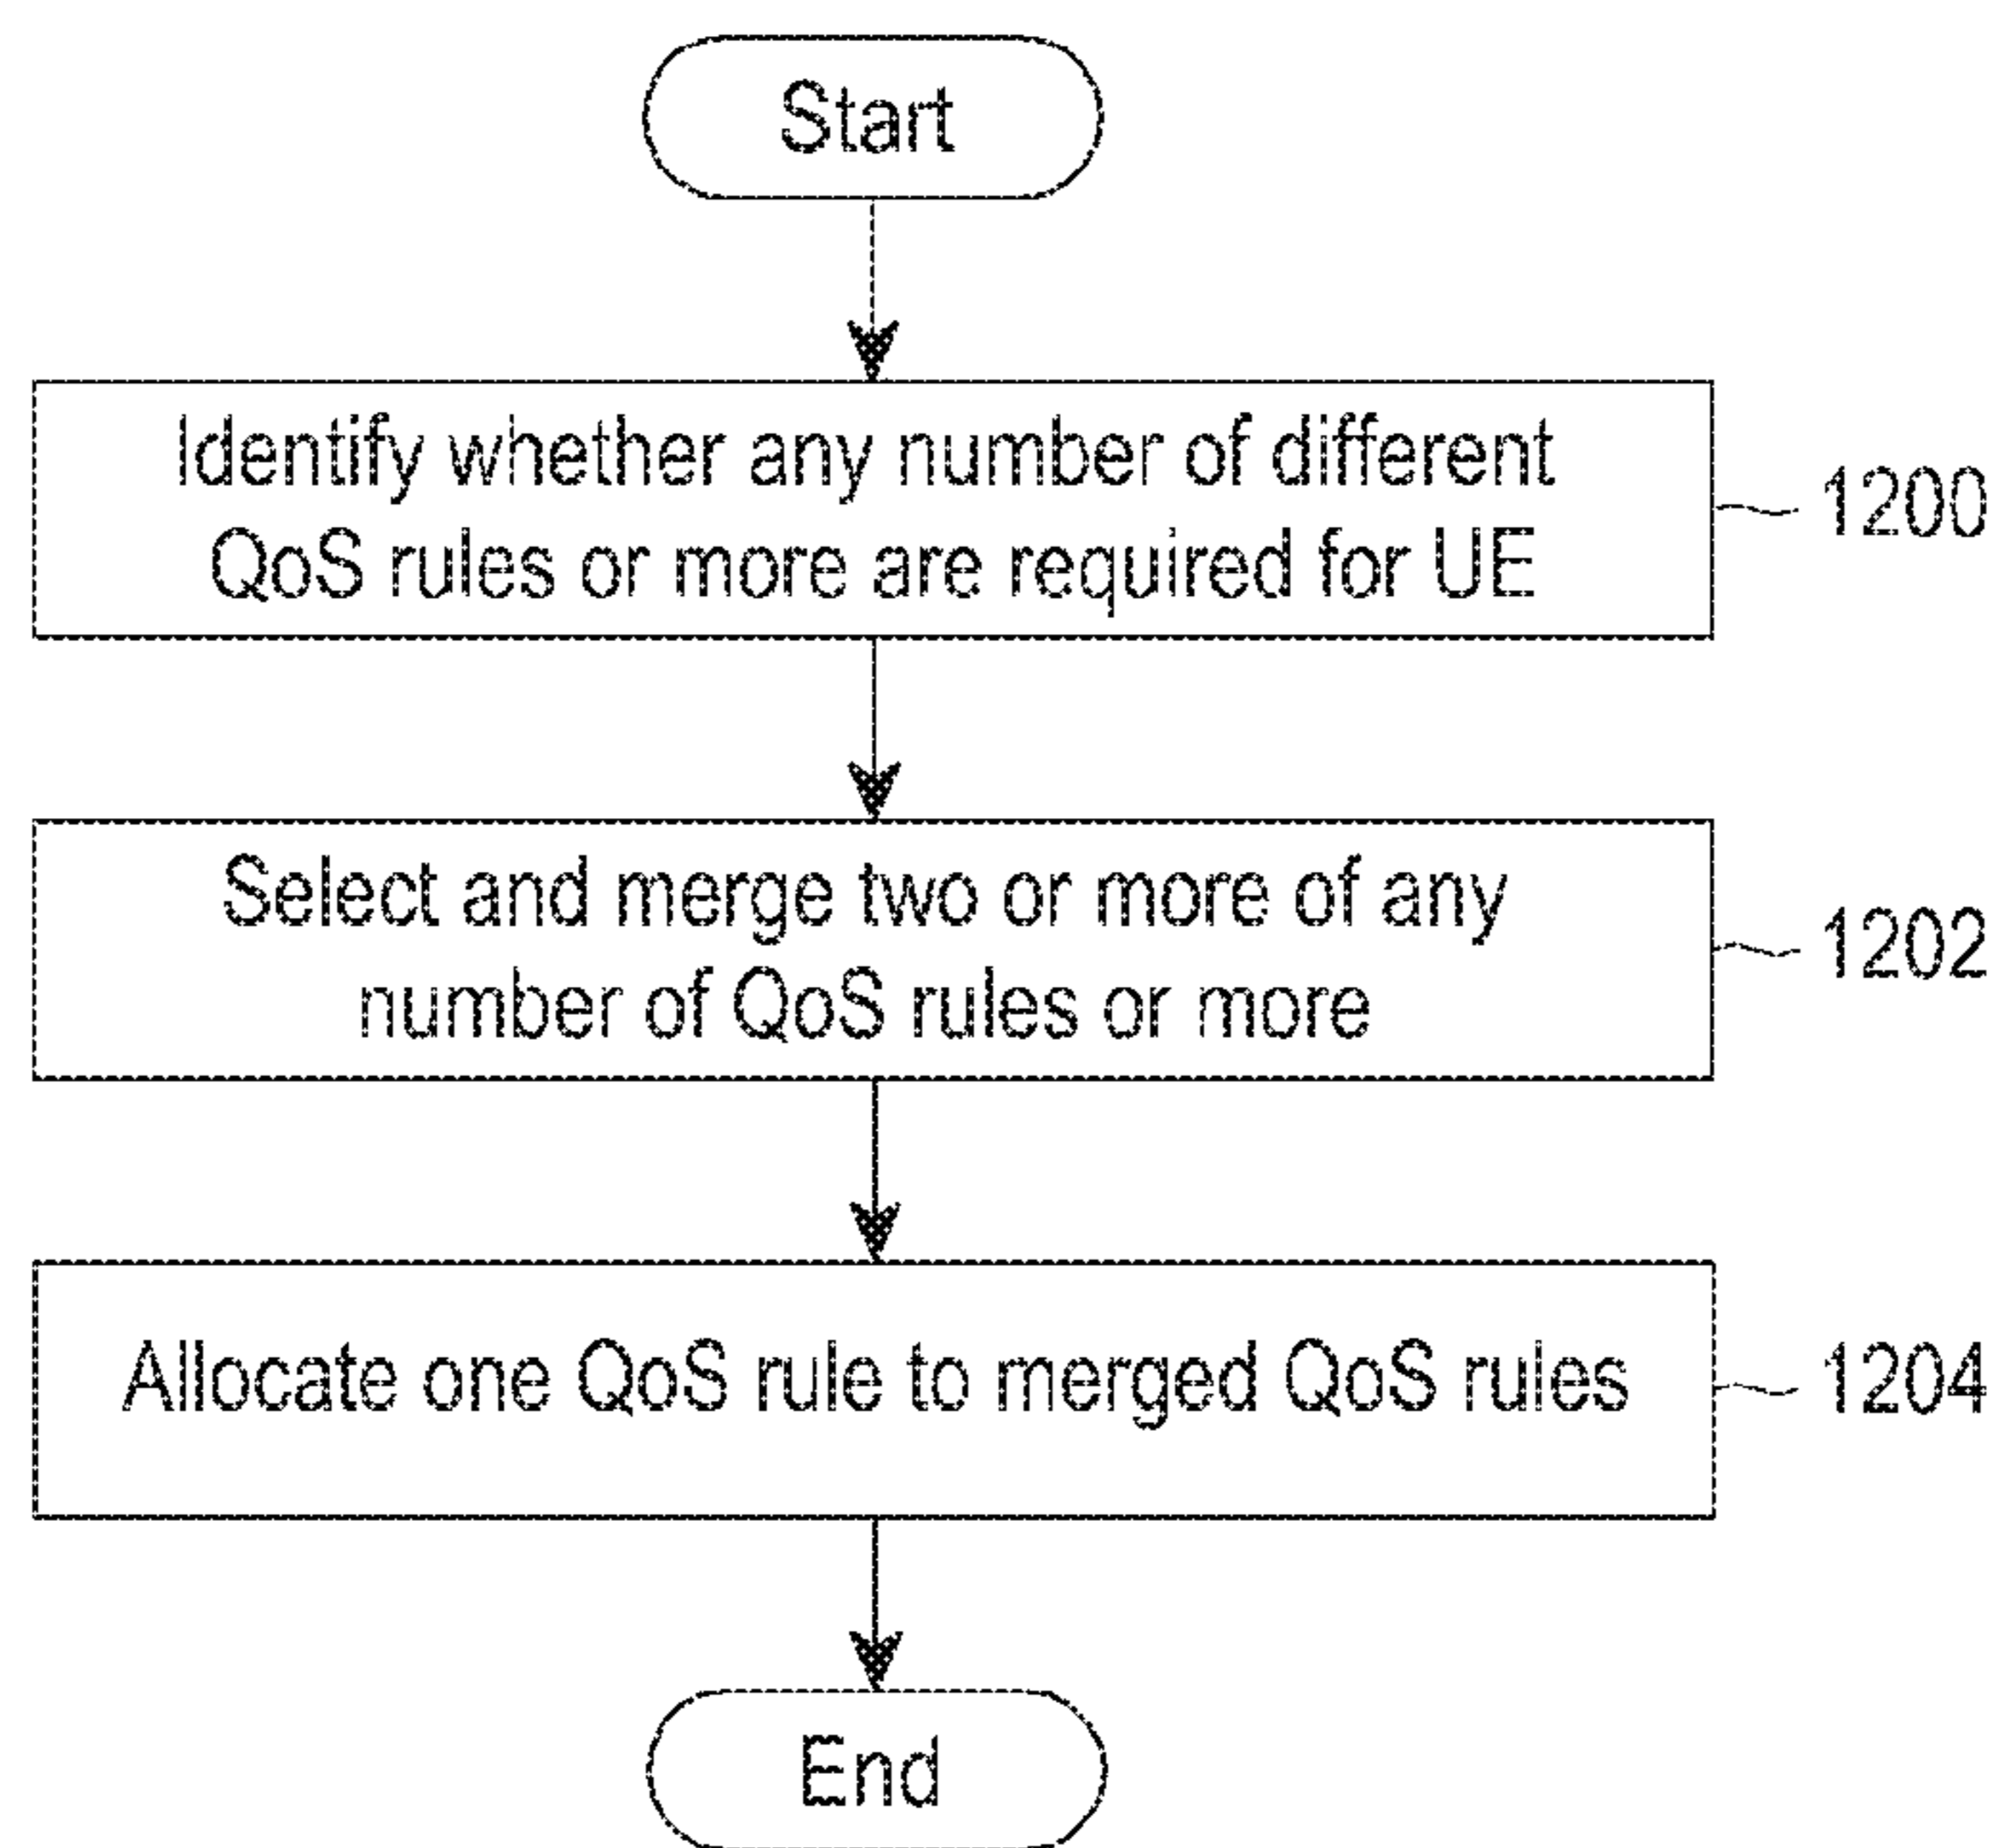 Start
Identify whether any number of different
QoS rules or more are required for UE
1200
Select and merge two or more of any
number of QoS rules or more
1202
Allocate one QoS rule to merged QoS rules
1204
End